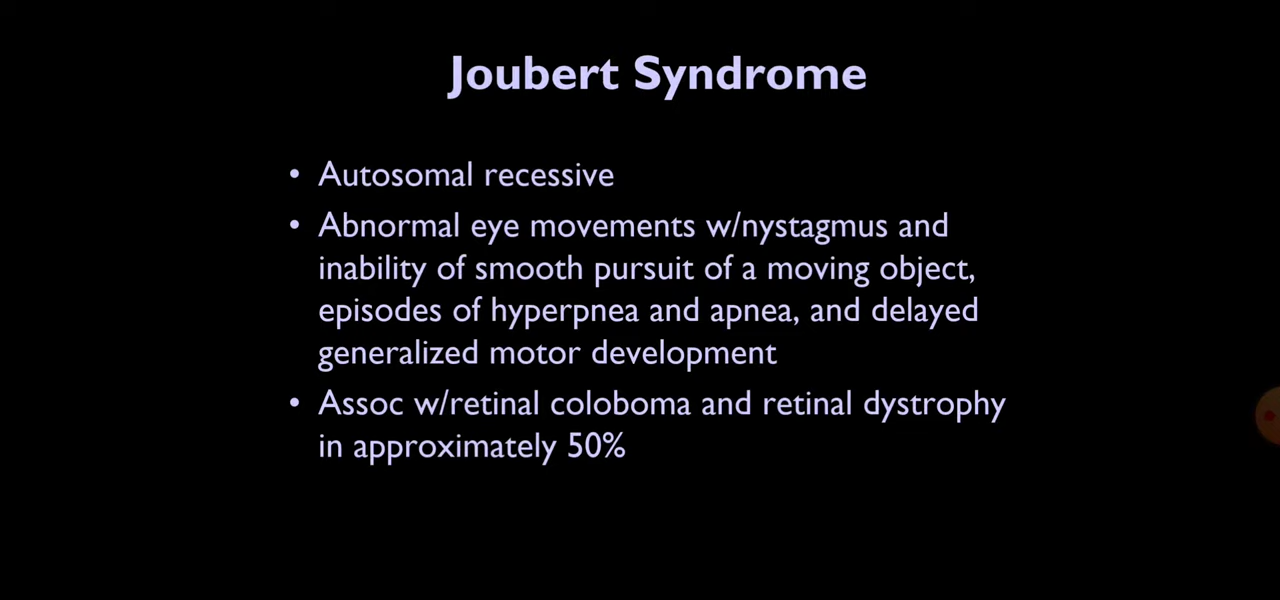 Joubert Syndrome
• Autosomal recessive
• Abnormal eye movements w/nystagmus and
inability of smooth pursuit of a moving object,
episodes of hyperpnea and apnea, and delayed
generalized motor development
• Assoc w/retinal coloboma and retinal dystrophy
in approximately 50%